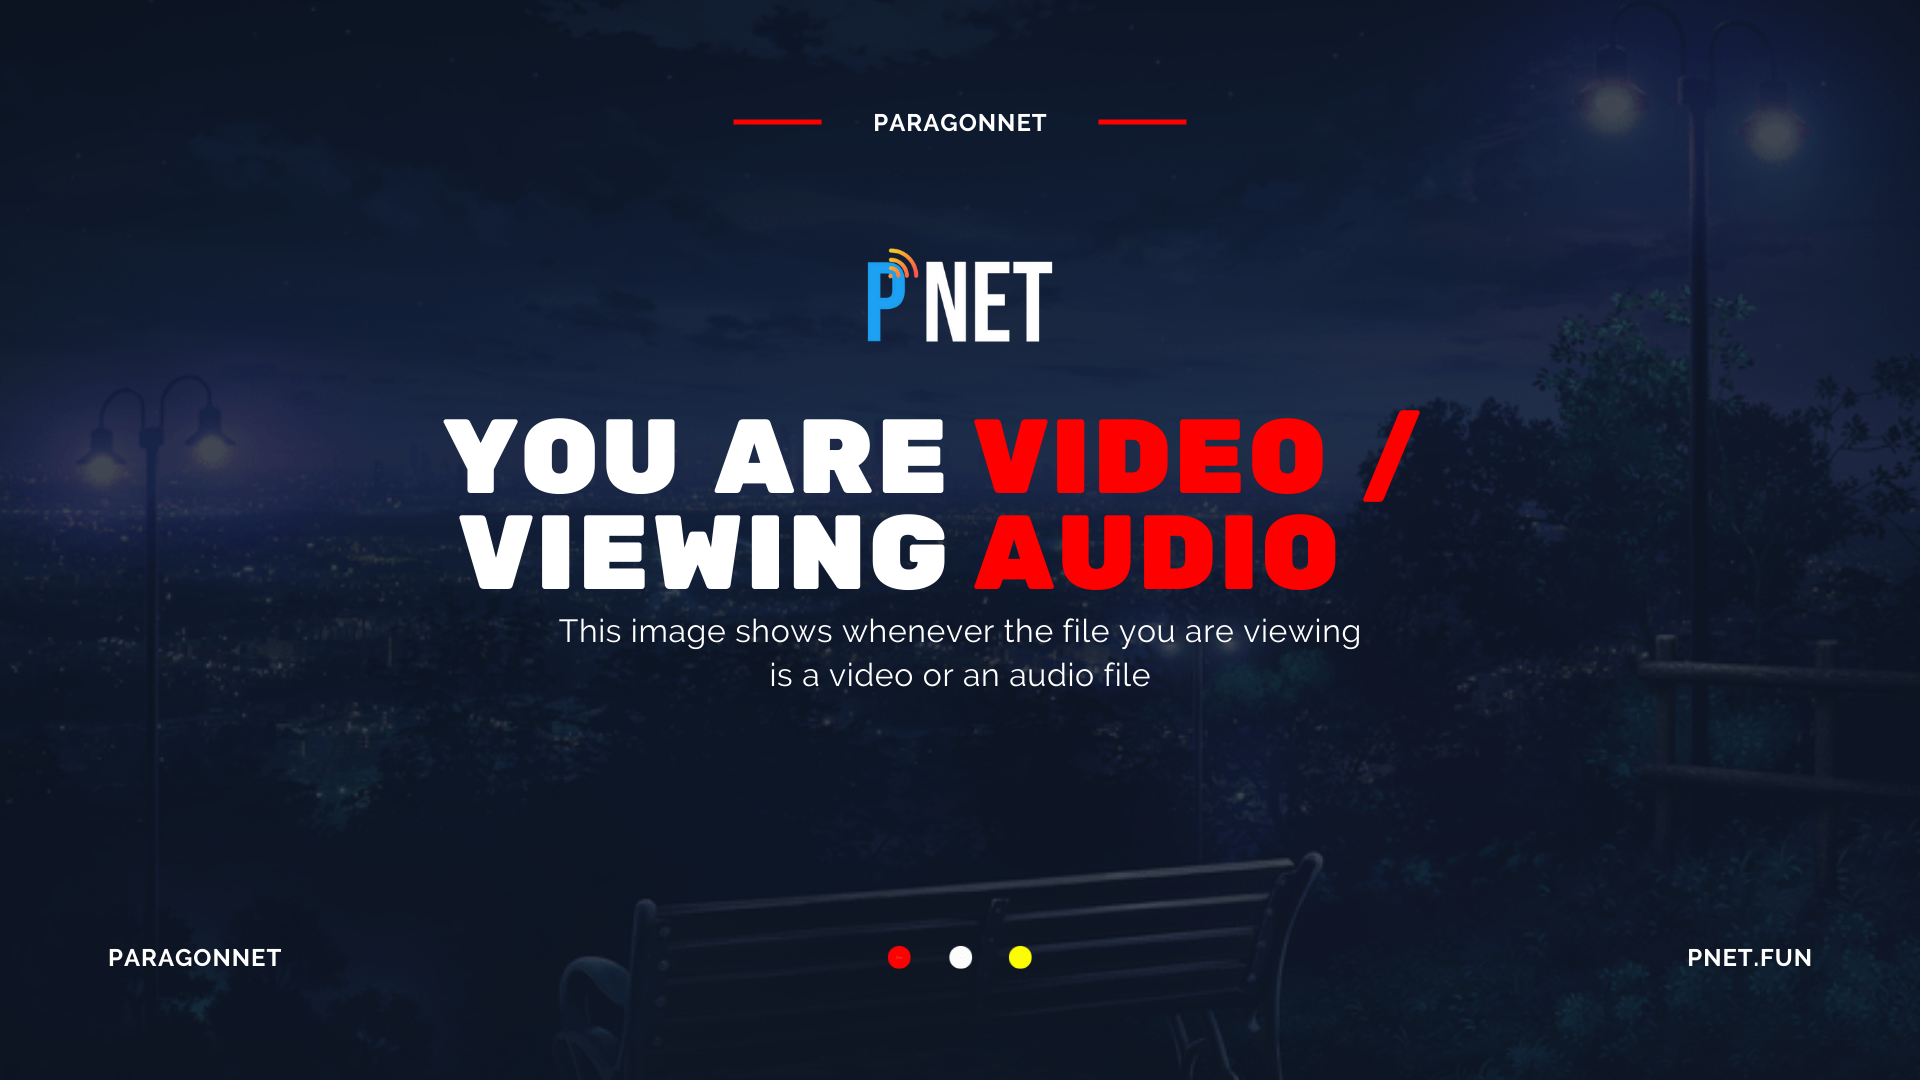 PARAGONNET
PNET
YOU ARE VIDEO /
VIEWING AUDIO
This image shows whenever the file you are viewing
is a video or an audio file
PARAGONNET
PNET.FUN